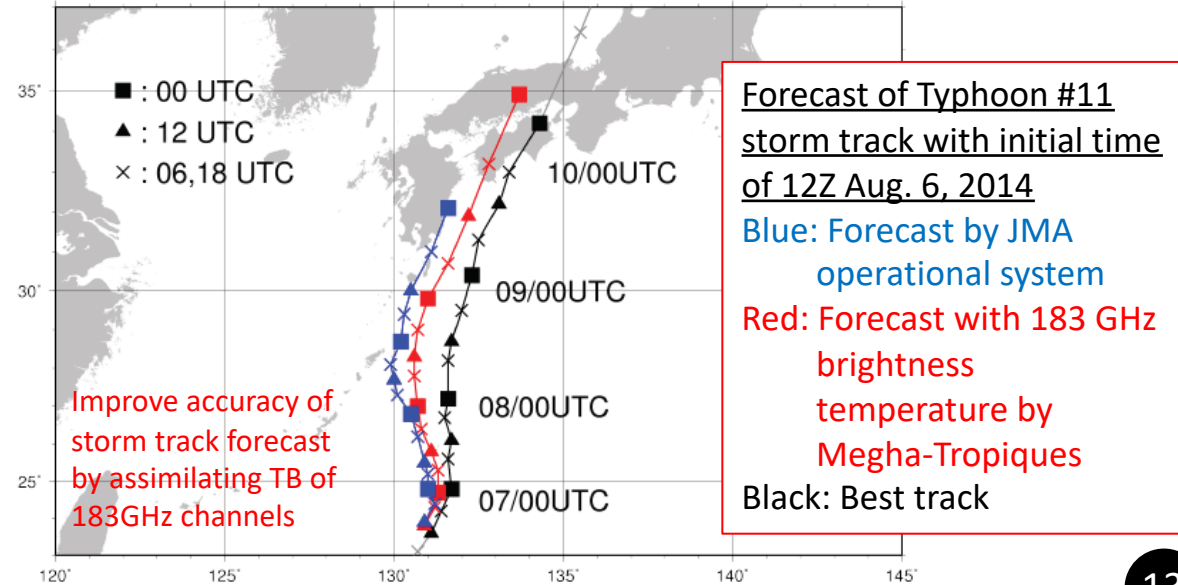 35°
30°
25°
120°
125°
130°
135°
140°
145°
■ : 00 UTC
▲ : 12 UTC
× : 06,18 UTC
10/00UTC
09/00UTC
08/00UTC
07/00UTC
Improve accuracy of
storm track forecast
by assimilating TB of
183GHz channels
Forecast of Typhoon #11
storm track with initial time
of 12Z Aug. 6, 2014
Blue: Forecast by JMA
operational system
Red: Forecast with 183 GHz
brightness
temperature by
Megha-Tropiques
Black: Best track